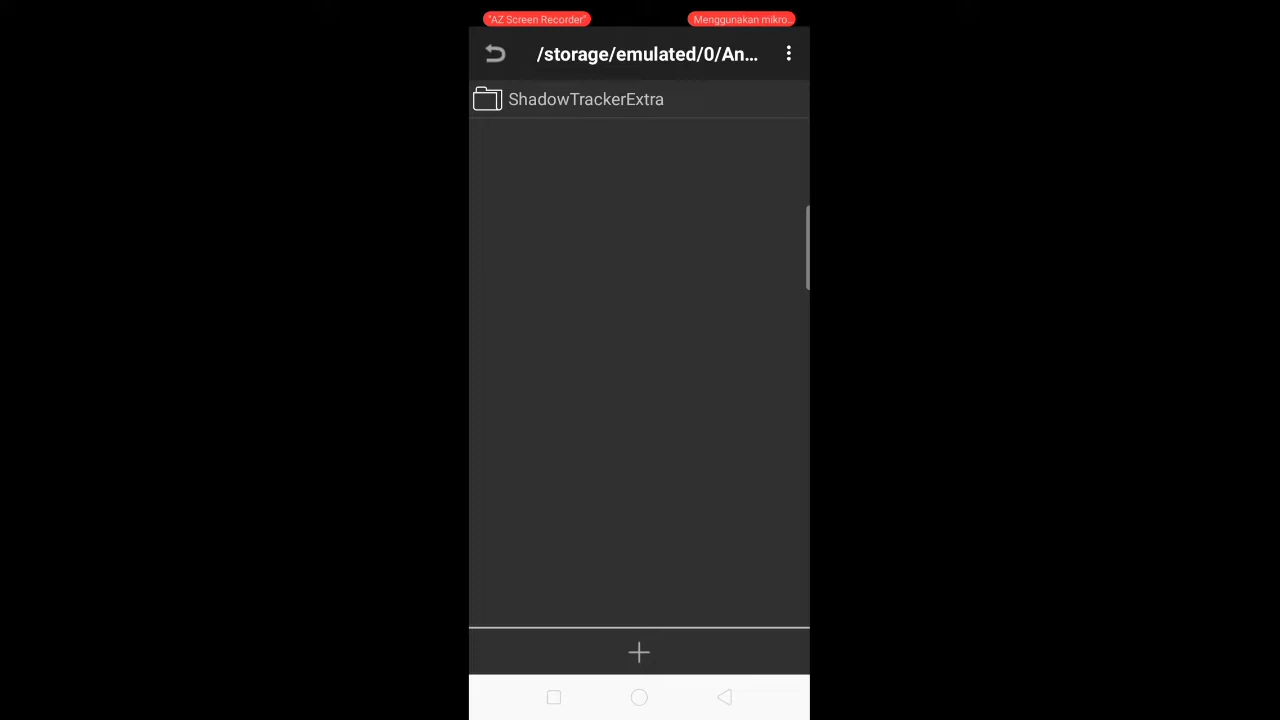 "AZ Screen Recorder"
Menggunakan mikro...
/storage/emulated/0/An...
ShadowTrackerExtra